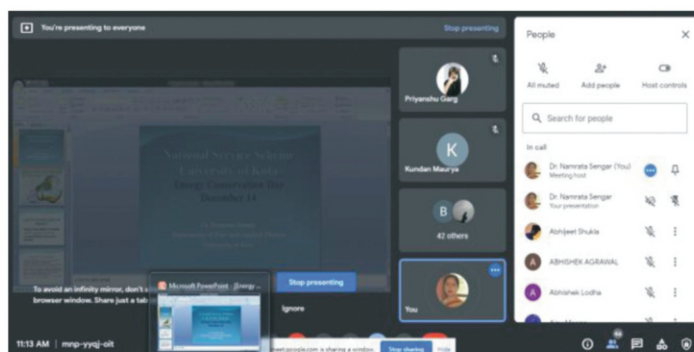 You're presenting to everyone
Stop presenting
National Service Scheme
University of Kota
Energy Conservation Day
December 14
To avoid an infinity mirror, don't
browser window. Share just a tab
Microsoft PowerPoint - [Energy ...
Stop presenting
Ignore
11:13 AM | mnp-yyqj-oit
meet.google.com is sharing a window.
Stop sharing
Hide
Priyanshu Garg
K
Kundan Maurya
B
42 others
You
People
All muted
Add people
Host controls
Search for people
In call
Dr. Namrata Sengar (You)
Meeting host
Dr. Namrata Sengar
Your presentation
Abhijeet Shukla
A
ABHISHEK AGRAWAL
A
Abhishek Lodha